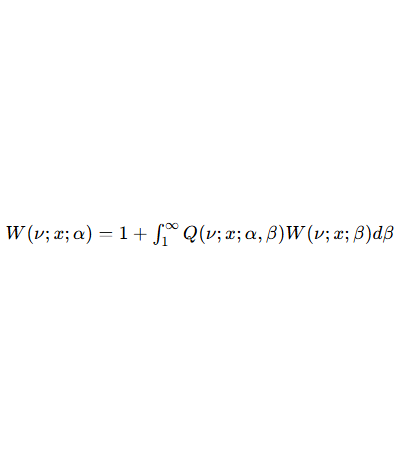 W(ν; x; α) = 1 + ∫₁^∞ Q(ν; x; α, β)W(ν; x; β)dβ